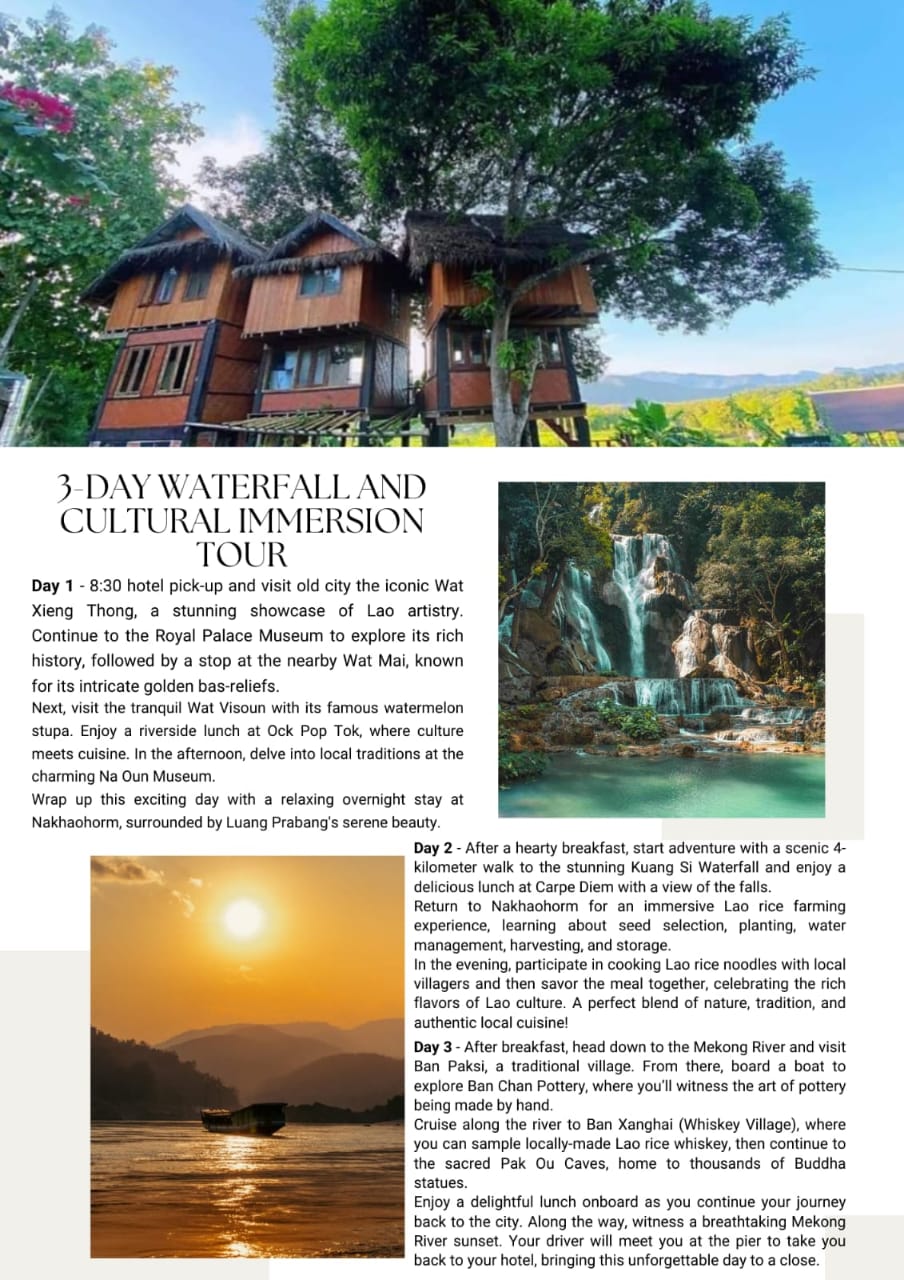 3-DAY WATERFALL AND
CULTURAL IMMERSION
TOUR
Day 1 - 8:30 hotel pick-up and visit old city the iconic Wat
Xieng Thong, a stunning showcase of Lao artistry.
Continue to the Royal Palace Museum to explore its rich
history, followed by a stop at the nearby Wat Mai, known
for its intricate golden bas-reliefs.
Next, visit the tranquil Wat Visoun with its famous watermelon
stupa. Enjoy a riverside lunch at Ock Pop Tok, where culture
meets cuisine. In the afternoon, delve into local traditions at the
charming Na Oun Museum.
Wrap up this exciting day with a relaxing overnight stay at
Nakhaohorm, surrounded by Luang Prabang's serene beauty.
Day 2 - After a hearty breakfast, start adventure with a scenic 4-
kilometer walk to the stunning Kuang Si Waterfall and enjoy a
delicious lunch at Carpe Diem with a view of the falls.
Return to Nakhaohorm for an immersive Lao rice farming
experience, learning about seed selection, planting, water
management, harvesting, and storage.
In the evening, participate in cooking Lao rice noodles with local
villagers and then savor the meal together, celebrating the rich
flavors of Lao culture. A perfect blend of nature, tradition, and
authentic local cuisine!
Day 3 - After breakfast, head down to the Mekong River and visit
Ban Paksi, a traditional village. From there, board a boat to
explore Ban Chan Pottery, where you'll witness the art of pottery
being made by hand.
Cruise along the river to Ban Xanghai (Whiskey Village), where
you can sample locally-made Lao rice whiskey, then continue to
the sacred Pak Ou Caves, home to thousands of Buddha
statues.
Enjoy a delightful lunch onboard as you continue your journey
back to the city. Along the way, witness a breathtaking Mekong
River sunset. Your driver will meet you at the pier to take you
back to your hotel, bringing this unforgettable day to a close.